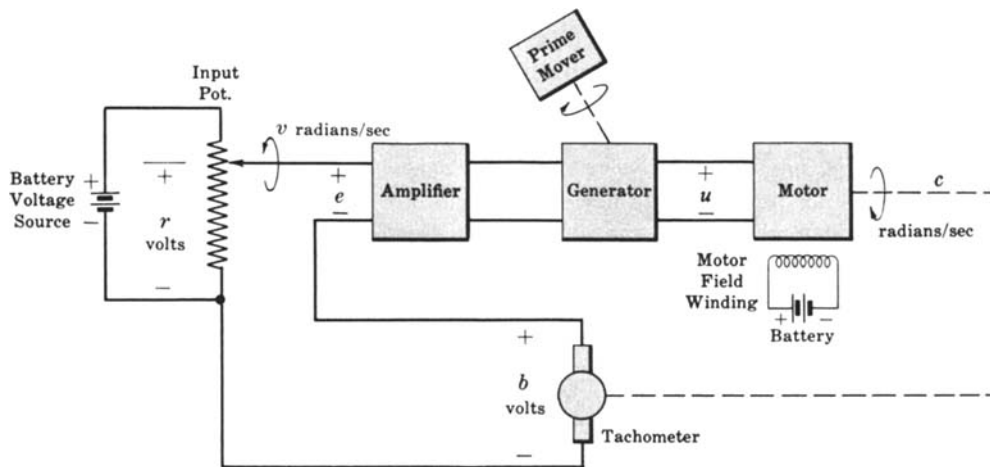 Prime
Mover
Input
Pot.
v radians/sec
Battery
Voltage
Source
+
−
+
r
volts
−
+
e
−
Amplifier
Generator
+
u
−
Motor
c
radians/sec
Motor
Field
Winding
+ −
Battery
+
b
volts
−
Tachometer